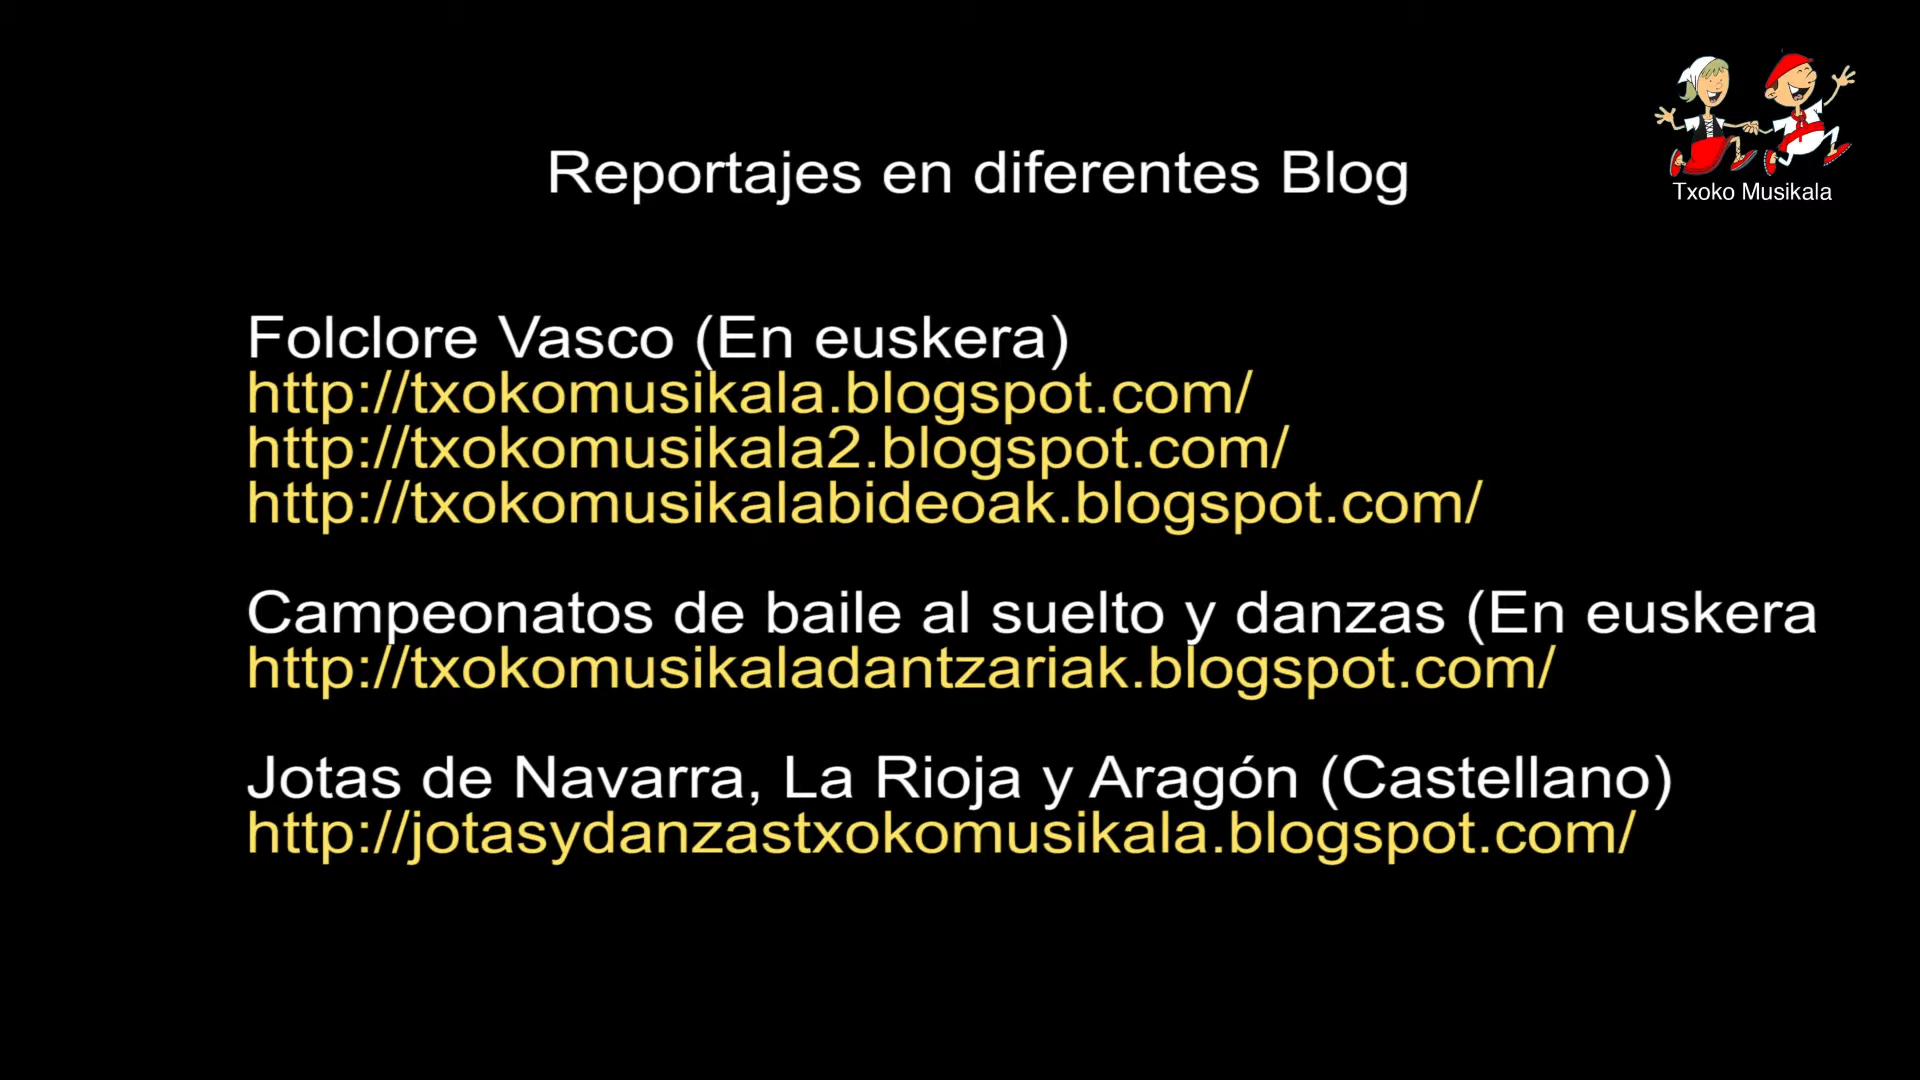 Txoko Musikala
Reportajes en diferentes Blog
Folclore Vasco (En euskera)
http://txokomusikala.blogspot.com/
http://txokomusikala2.blogspot.com/
http://txokomusikalabideoak.blogspot.com/
Campeonatos de baile al suelto y danzas (En euskera
http://txokomusikaladantzariak.blogspot.com/
Jotas de Navarra, La Rioja y Aragón (Castellano)
http://jotasydanzastxokomusikala.blogspot.com/